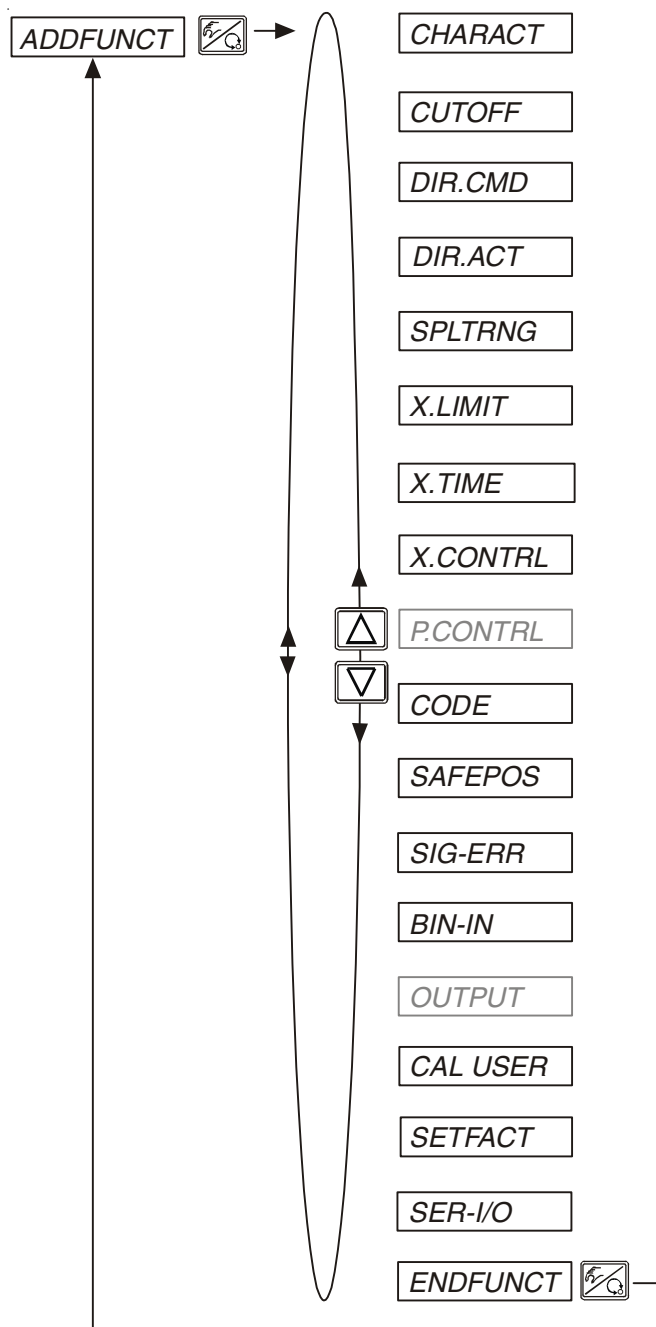 ADDFUNCT
CHARACT
CUTOFF
DIR.CMD
DIR.ACT
SPLTRNG
X.LIMIT
X.TIME
X.CONTRL
P.CONTRL
CODE
SAFEPOS
SIG-ERR
BIN-IN
OUTPUT
CAL USER
SETFACT
SER-I/O
ENDFUNCT